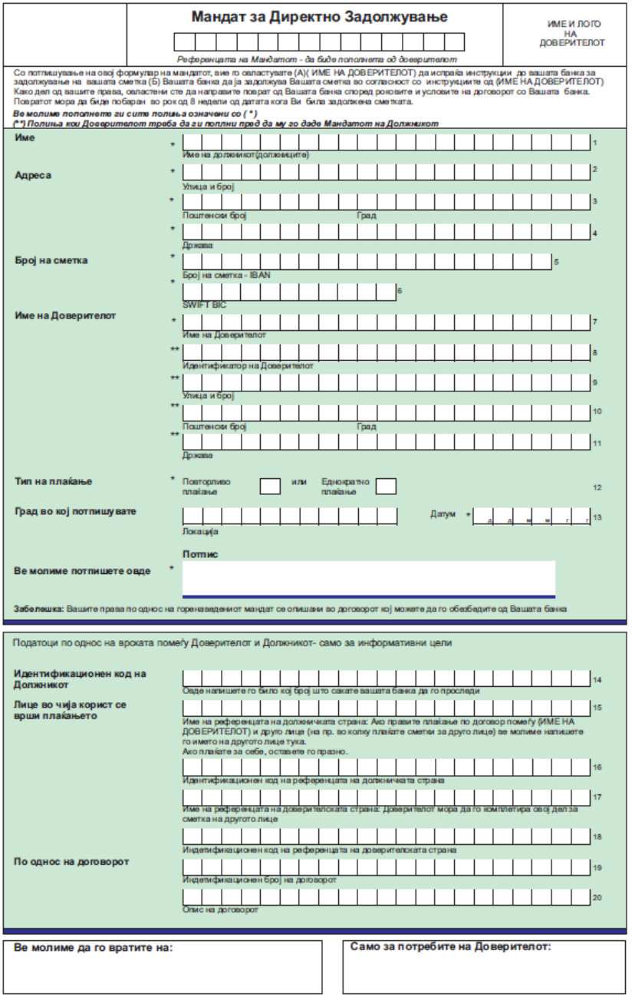 Мандат за Директно Задолжување
ИМЕ И ЛОГО
НА
ДОВЕРИТЕЛОТ
Референцата на Мандатот - да биде пополнета од доверителот
Со потпишување на овој формулар на мандатот, вие го овластувате (А)( ИМЕ НА ДОВЕРИТЕЛОТ) да испраќа инструкции до вашата банка за
задолжување на вашата сметка (Б) Вашата банка да ја задолжува Вашата сметка во согласност со инструкциите од (ИМЕ НА ДОВЕРИТЕЛОТ)
Како дел од вашите права, овластени сте да направите поврат од Вашата банка според роковите и условите на договорот со Вашата банка.
Повратот мора да биде побаран во рок од 8 недели од датата кога Ви била задолжена сметката.
Ве молиме пополнете ги сите полиња означени со ( * )
(**) Полиња кои Доверителот треба да ги поплни пред да му го даде Мандатот на Должникот
Име * 1
Име на должникот(должниците)
Адреса * 2
Улица и број
* 3
Поштенски број Град
* 4
Држава
Број на сметка * 5
Број на сметка - IBAN
* 6
SWIFT BIC
Име на Доверителот * 7
Име на Доверителот
** 8
Идентификатор на Доверителот
** 9
Улица и број
** 10
Поштенски број Град
** 11
Држава
Тип на плаќање * Повторливо плаќање или Еднократно плаќање 12
Град во кој потпишувате Датум * д д м м г г 13
Локација
Потпис
Ве молиме потпишете овде *
Забелешка: Вашите права по однос на горенаведениот мандат се опишани во договорот кој можете да го обезбедите од Вашата банка
Податоци по однос на врската помеѓу Доверителот и Должникот- само за информативни цели
Идентификационен код на
Должникот 14
Овде напишете го било кој број што сакате вашата банка да го проследи
Лице во чија корист се
врши плаќањето 15
Име на референцата на должничката страна: Ако правите плаќање по договор помеѓу (ИМЕ НА
ДОВЕРИТЕЛОТ) и друго лице (на пр. во колку плаќате сметки за друго лице) ве молиме напишете
го името на другото лице тука.
Ако плаќате за себе, оставете го празно.
16
Идентификационен код на референцата на должничката страна
17
Име на референцата на доверителската страна: Доверителот мора да го комплетира овој дел за
сметка на другото лице
18
Индетификационен код на референцата на доверителската страна
По однос на договорот 19
Индетификационен број на договорот
20
Опис на договорот
Ве молиме да го вратите на:
Само за потребите на Доверителот: